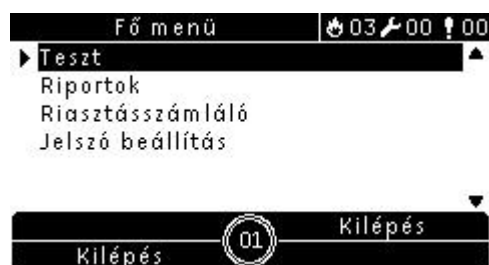 Fő menü 03 00 00
Teszt
Riportok
Riasztásszámláló
Jelszó beállítás
Kilépés
01
Kilépés